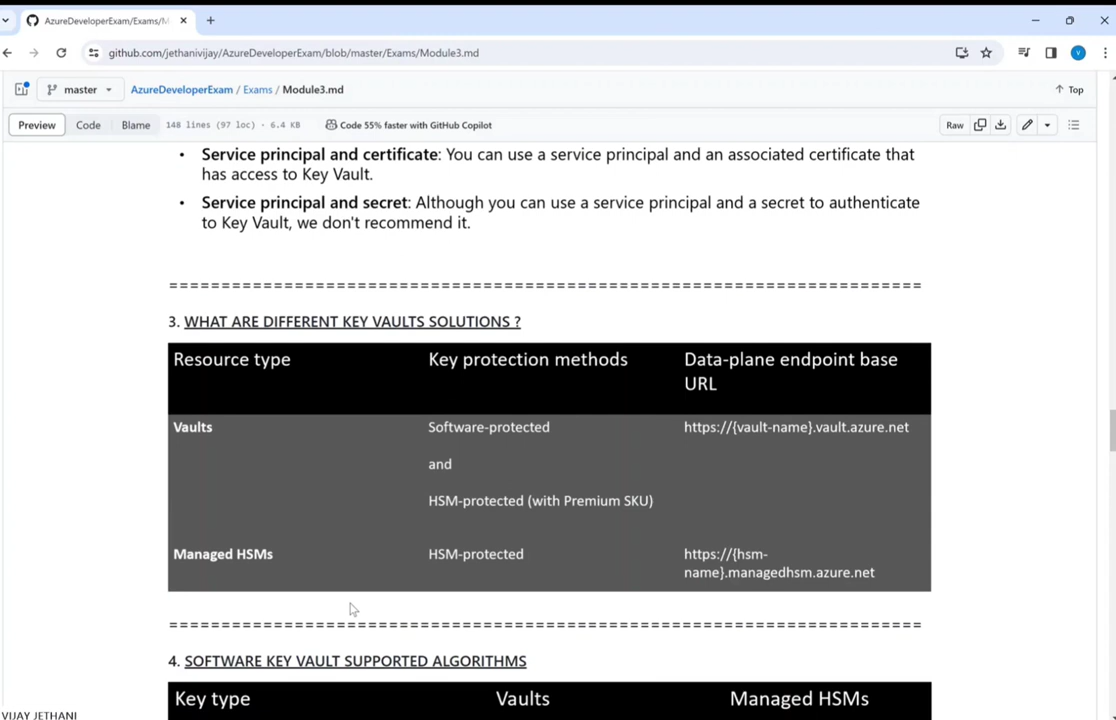 AzureDeveloperExam/Exams/M
github.com/jethanivijay/AzureDeveloperExam/blob/master/Exams/Module3.md
master
AzureDeveloperExam / Exams / Module3.md
Top
Preview
Code
Blame
148 lines (97 loc) · 6.4 KB
Code 55% faster with GitHub Copilot
Raw
• Service principal and certificate: You can use a service principal and an associated certificate that
has access to Key Vault.
• Service principal and secret: Although you can use a service principal and a secret to authenticate
to Key Vault, we don't recommend it.
3. WHAT ARE DIFFERENT KEY VAULTS SOLUTIONS ?
Resource type
Key protection methods
Data-plane endpoint base
URL
Vaults
Software-protected
https://{vault-name}.vault.azure.net
and
HSM-protected (with Premium SKU)
Managed HSMs
HSM-protected
https://{hsm-
name}.managedhsm.azure.net
4. SOFTWARE KEY VAULT SUPPORTED ALGORITHMS
Key type
Vaults
Managed HSMs
VIJAY JETHANI